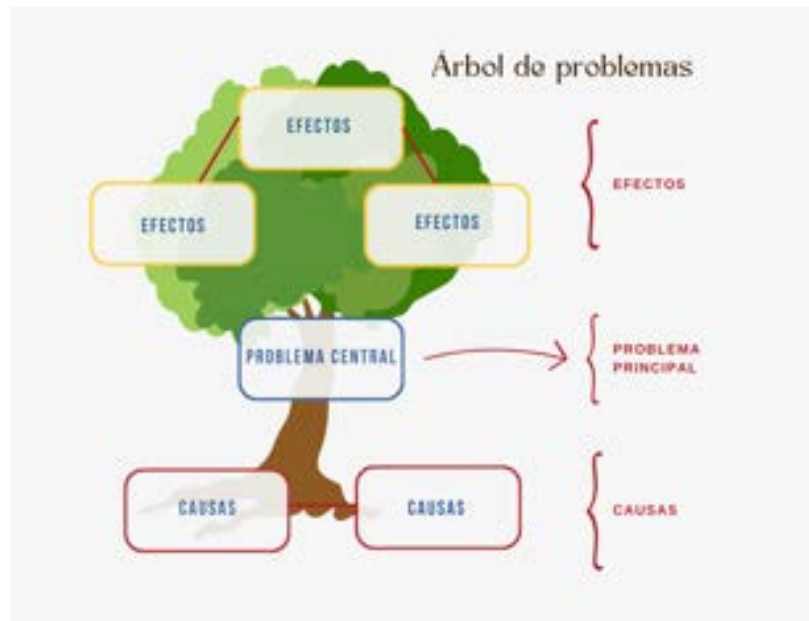 Árbol de problemas
EFECTOS
EFECTOS
EFECTOS
EFECTOS
PROBLEMA CENTRAL
PROBLEMA
PRINCIPAL
CAUSAS
CAUSAS
CAUSAS